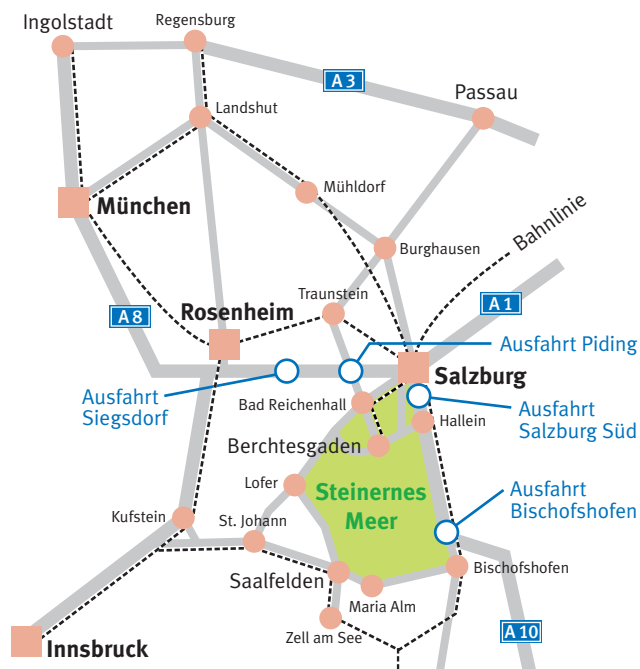 Ingolstadt
Regensburg
A 3
Passau
Landshut
Mühldorf
München
Burghausen
Bahnlinie
Traunstein
A 1
A 8
Rosenheim
Ausfahrt Piding
Salzburg
Ausfahrt
Siegsdorf
Bad Reichenhall
Ausfahrt
Salzburg Süd
Hallein
Berchtesgaden
Lofer
Steinernes
Meer
Ausfahrt
Bischofshofen
Kufstein
St. Johann
Saalfelden
Bischofshofen
Maria Alm
Zell am See
Innsbruck
A 10